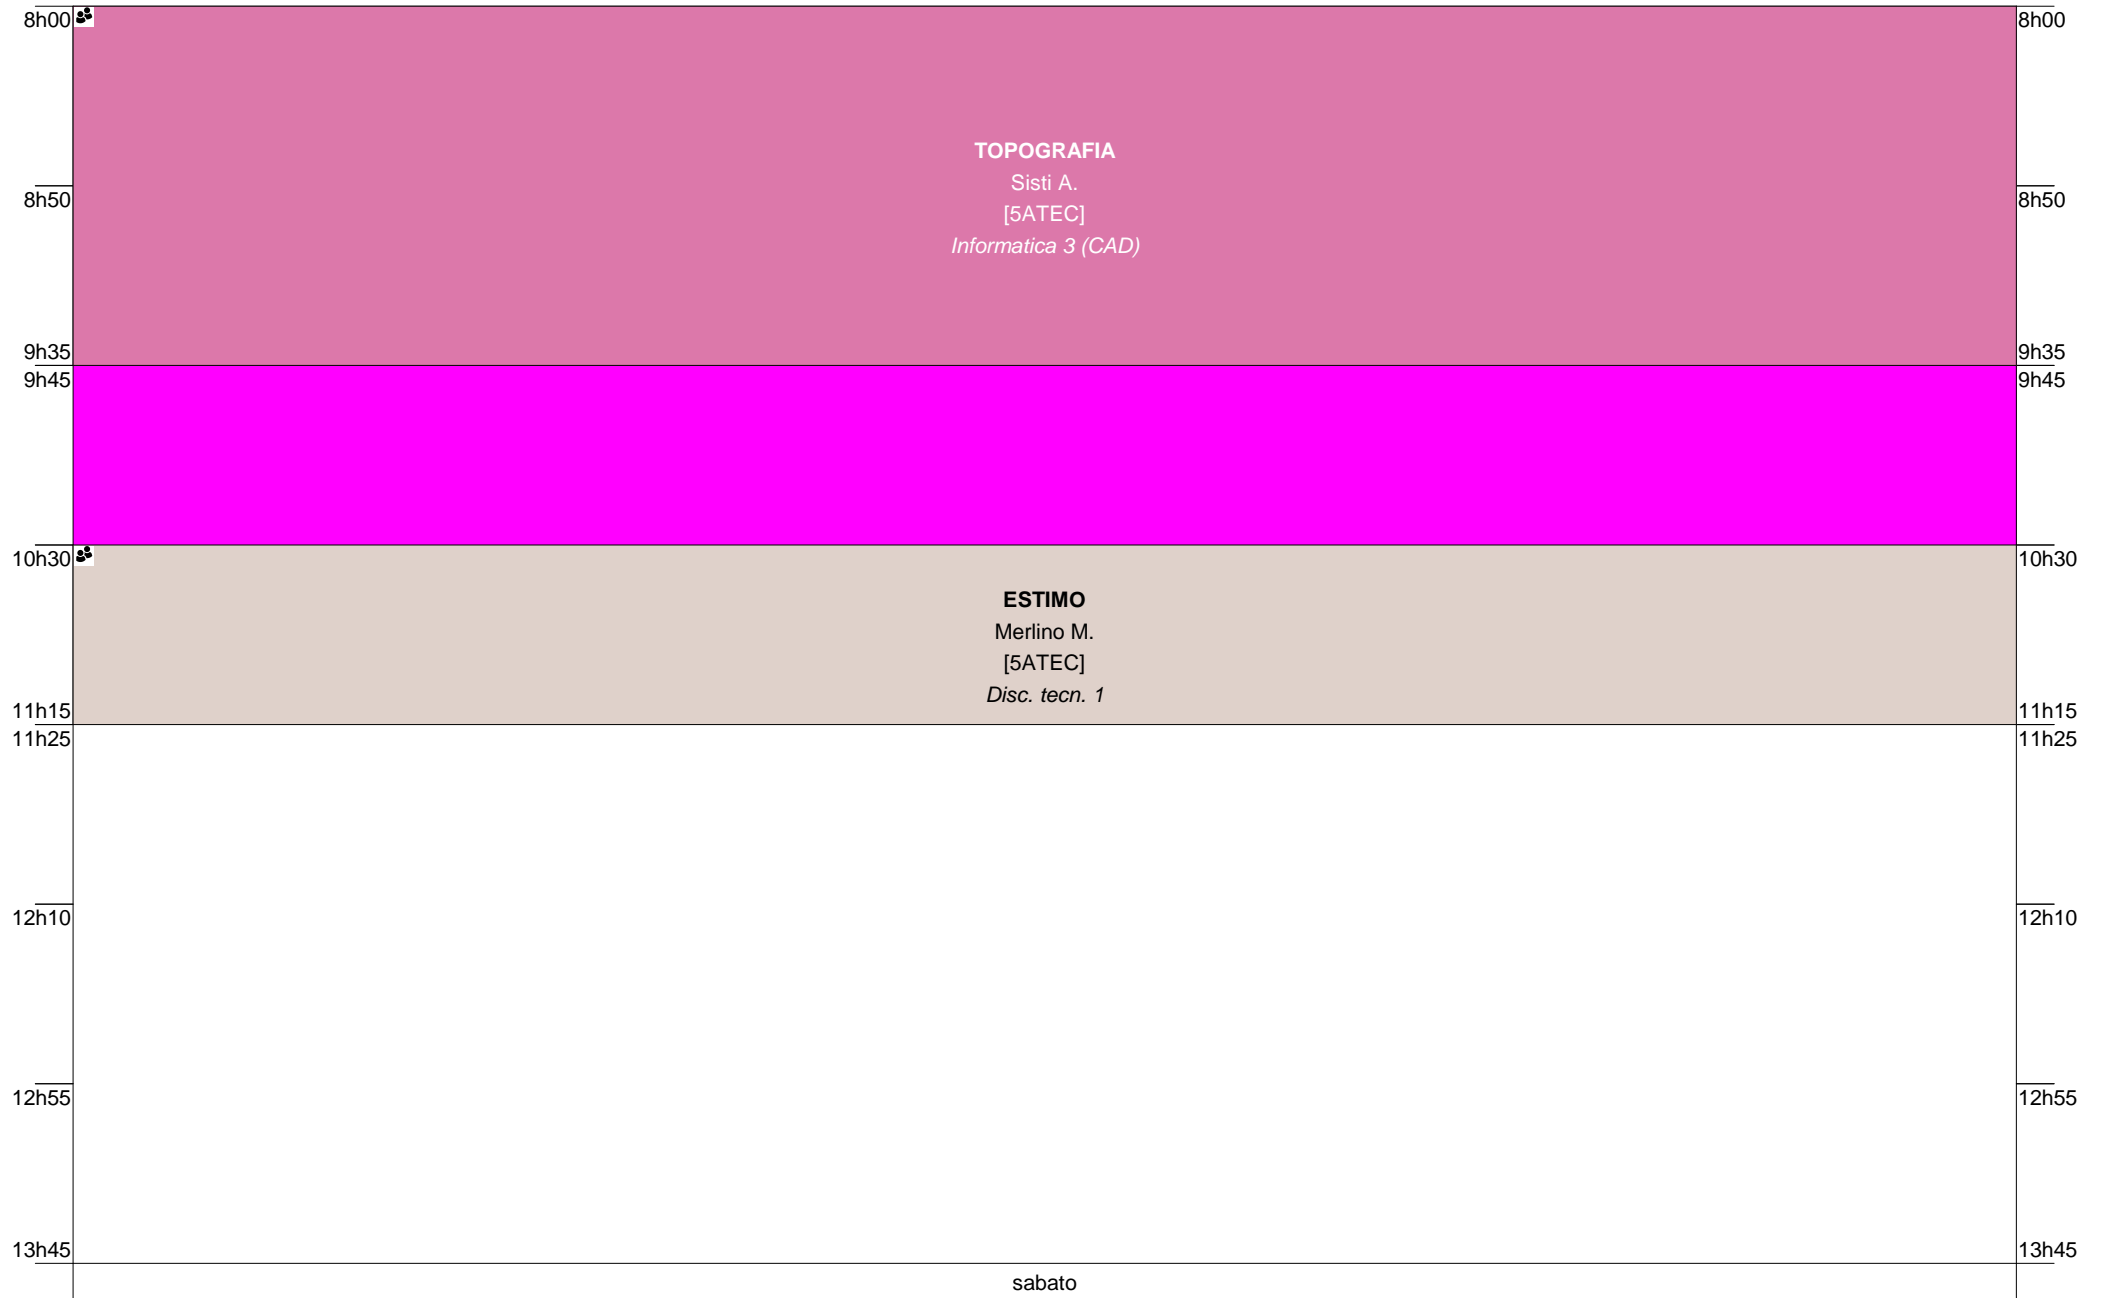 8h00
8h00
TOPOGRAFIA
Sisti A.
8h50
8h50
[5ATEC]
Informatica 3 (CAD)
9h35
9h35
9h45
9h45
10h30
10h30
ESTIMO
Merlino M.
[5ATEC]
Disc. tecn. 1
11h15
11h15
11h25
11h25
12h10
12h10
12h55
12h55
13h45
13h45
sabato